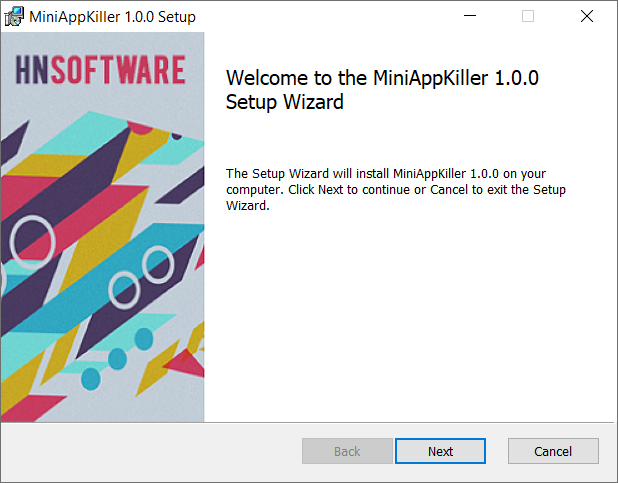 MiniAppKiller 1.0.0 Setup
HNSOFTWARE
Welcome to the MiniAppKiller 1.0.0
Setup Wizard
The Setup Wizard will install MiniAppKiller 1.0.0 on your
computer. Click Next to continue or Cancel to exit the Setup
Wizard.
Back
Next
Cancel